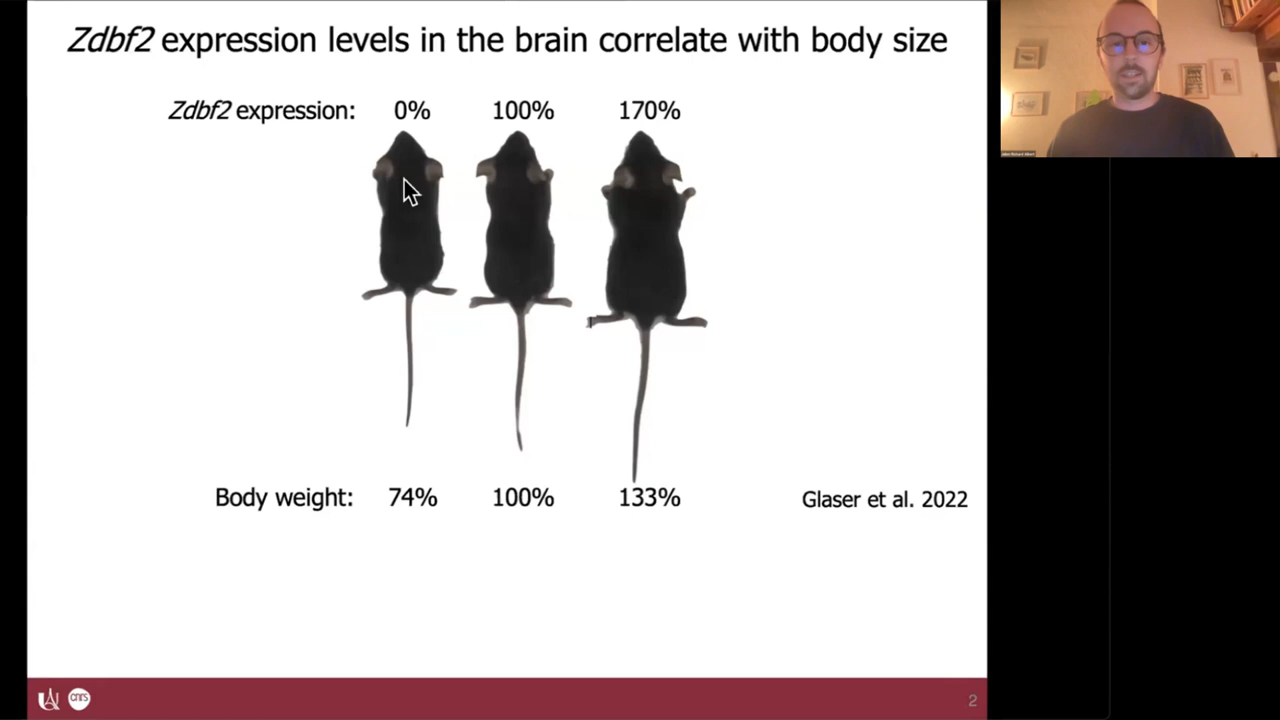 Zdbf2 expression levels in the brain correlate with body size
Zdbf2 expression: 0% 100% 170%
Body weight: 74% 100% 133%
Glaser et al. 2022
cnrs
2